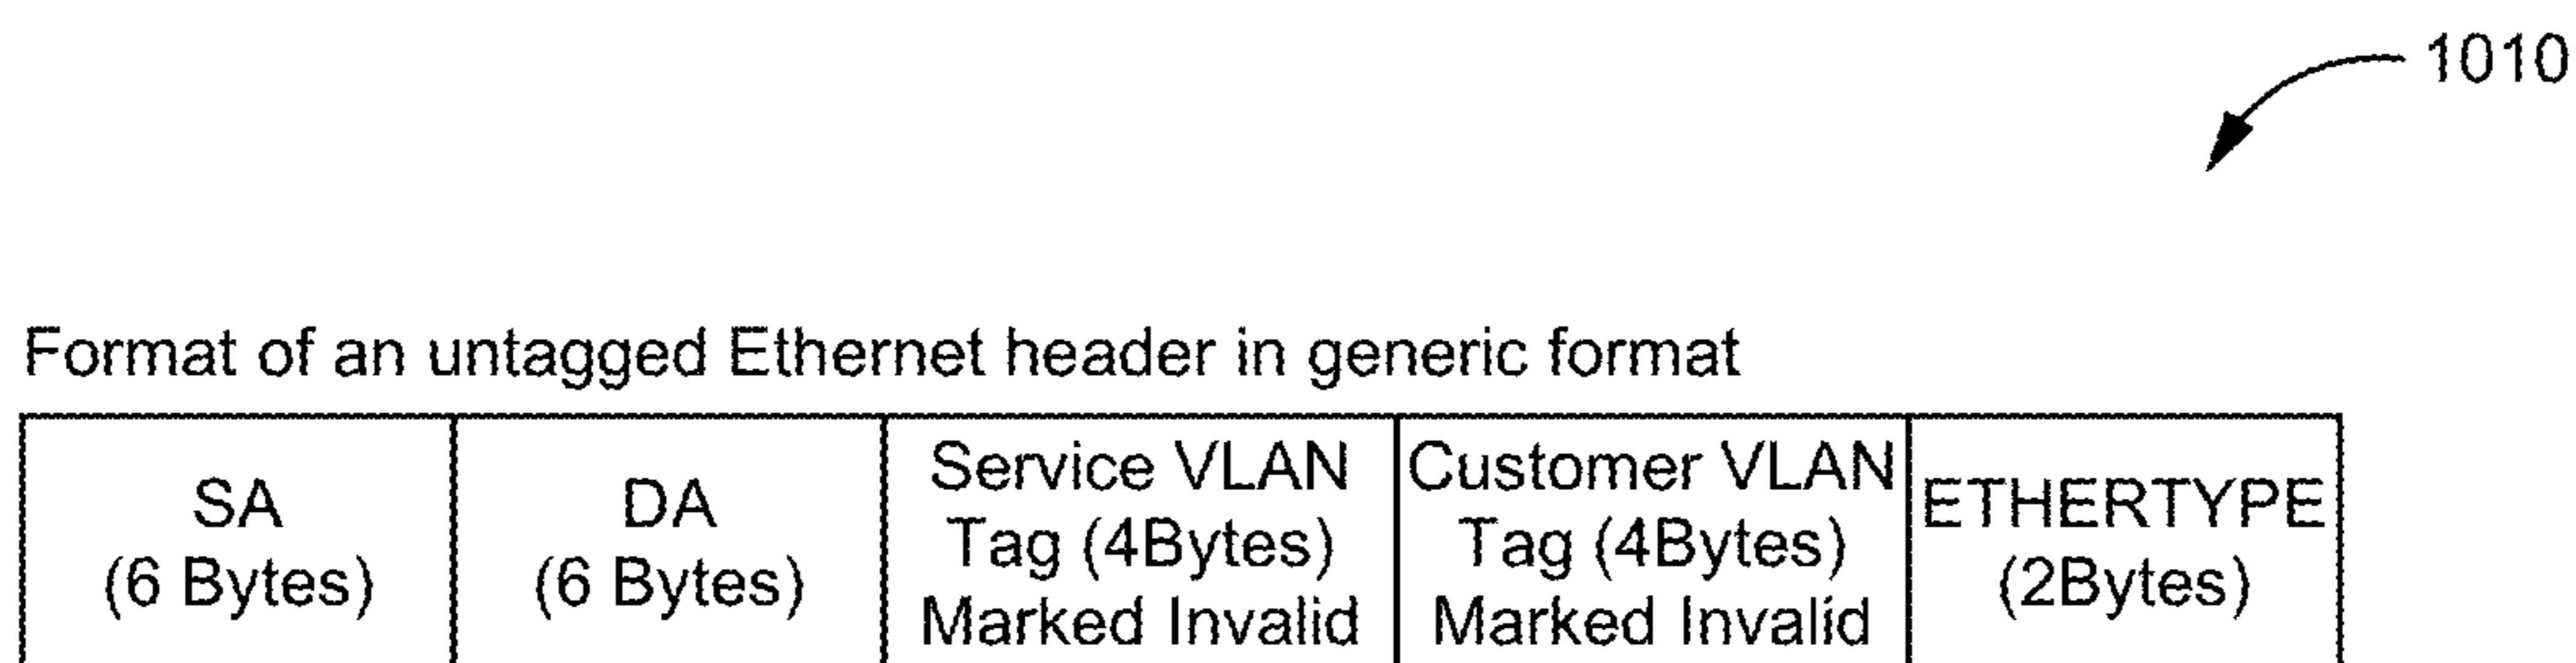 1010
Format of an untagged Ethernet header in generic format
SA
(6 Bytes)
DA
(6 Bytes)
Service VLAN
Tag (4Bytes)
Marked Invalid
Customer VLAN
Tag (4Bytes)
Marked Invalid
ETHERTYPE
(2Bytes)